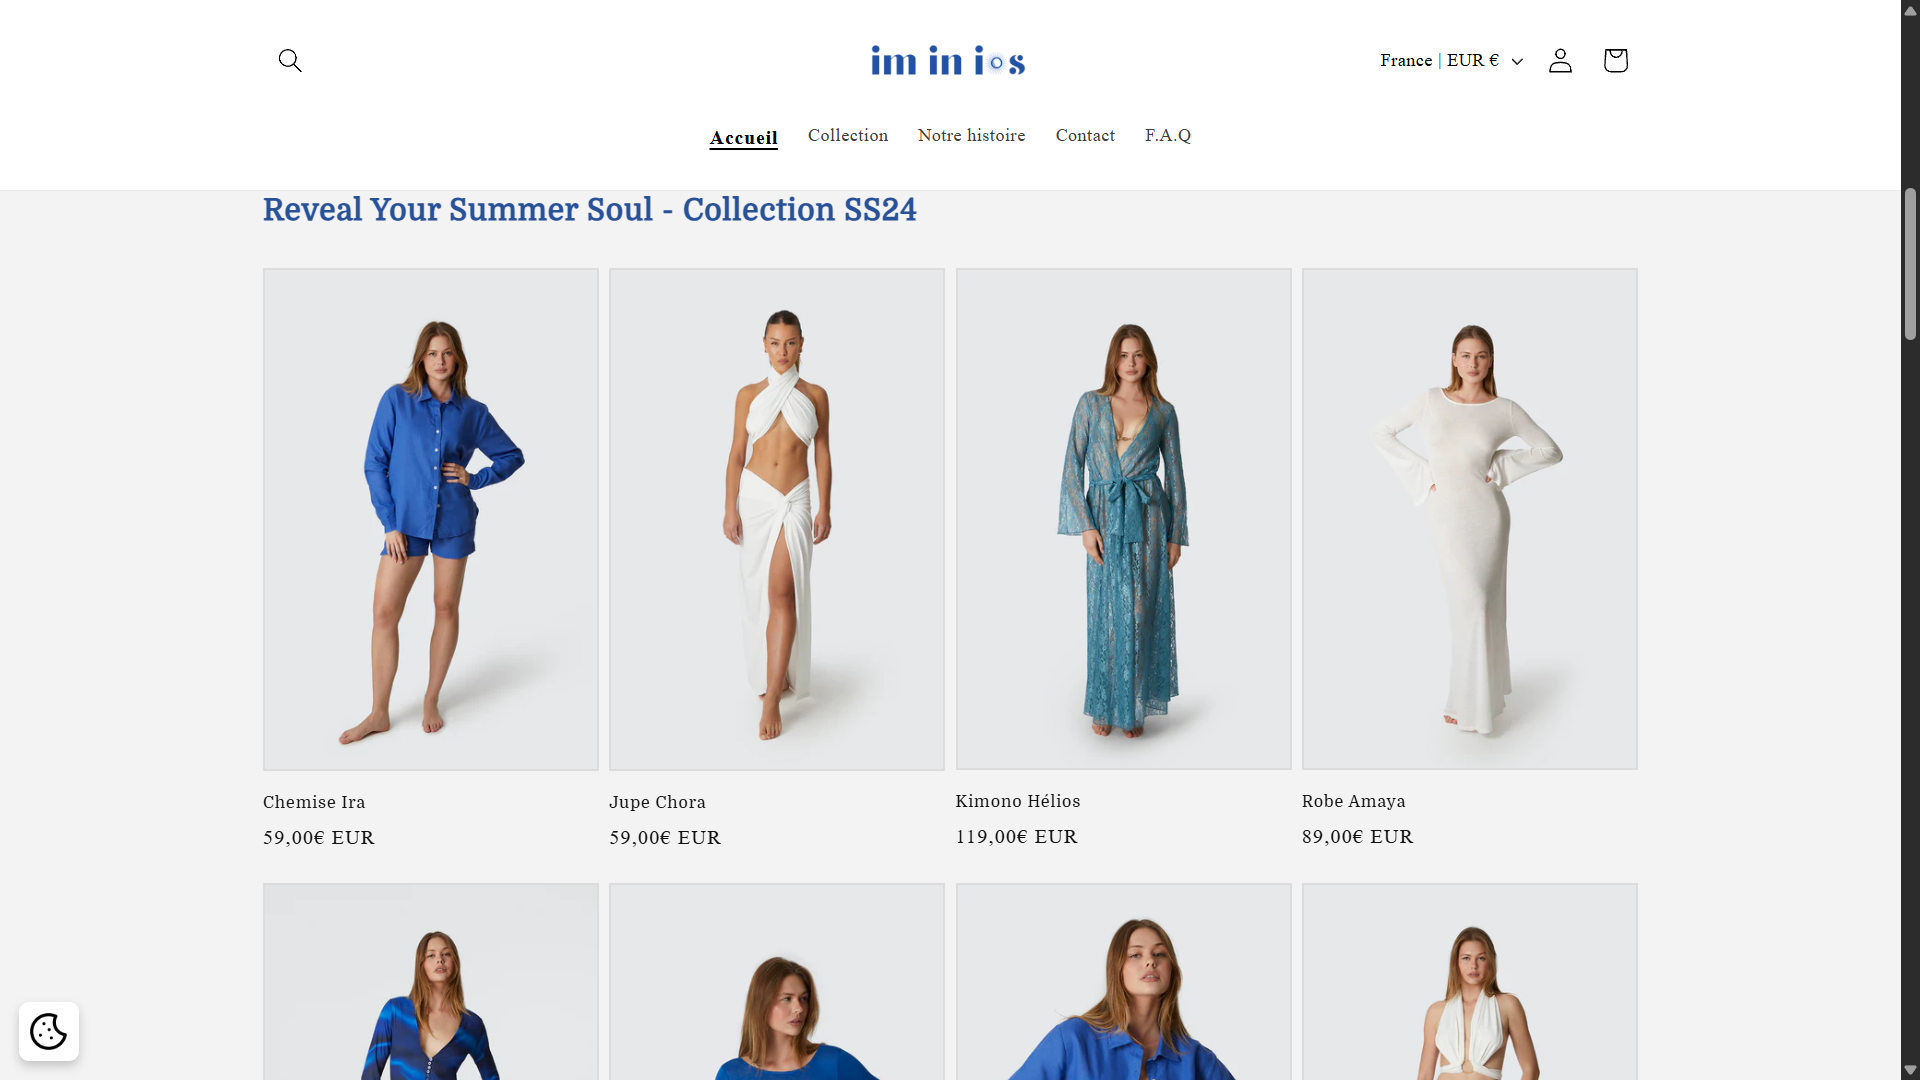 im in ios
France | EUR €
Accueil
Collection
Notre histoire
Contact
F.A.Q
Reveal Your Summer Soul - Collection SS24
Chemise Ira
59,00€ EUR
Jupe Chora
59,00€ EUR
Kimono Hélios
119,00€ EUR
Robe Amaya
89,00€ EUR